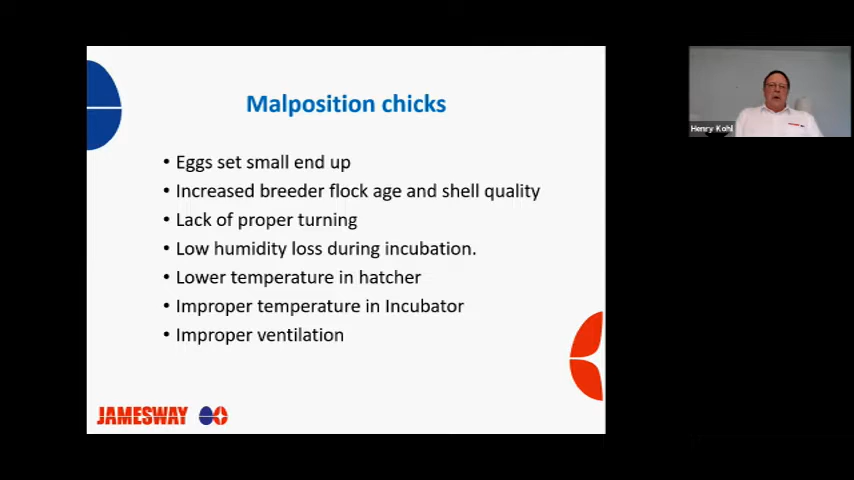 Malposition chicks
• Eggs set small end up
• Increased breeder flock age and shell quality
• Lack of proper turning
• Low humidity loss during incubation.
• Lower temperature in hatcher
• Improper temperature in Incubator
• Improper ventilation
JAMESWAY
Henry Kohl